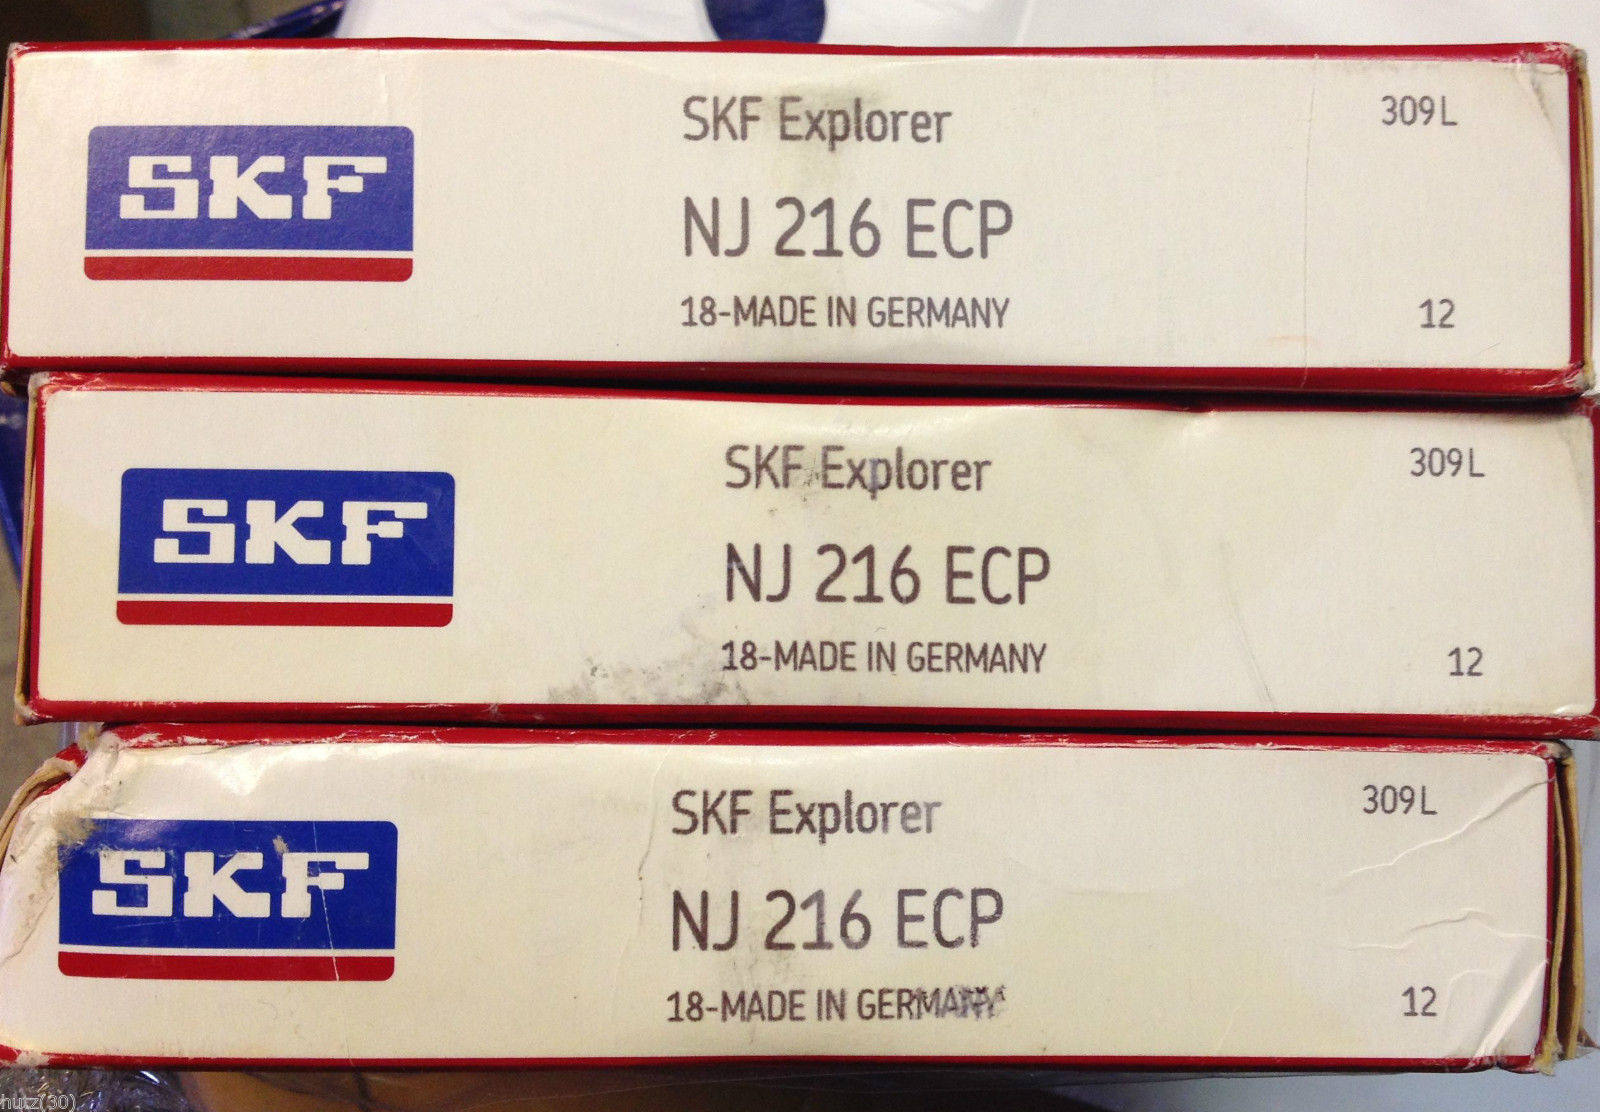 SKF
SKF Explorer
309L
NJ 216 ECP
18-MADE IN GERMANY
12
SKF
SKF Explorer
309L
NJ 216 ECP
18-MADE IN GERMANY
12
SKF
SKF Explorer
309L
NJ 216 ECP
18-MADE IN GERMANY
12
hutz(30)